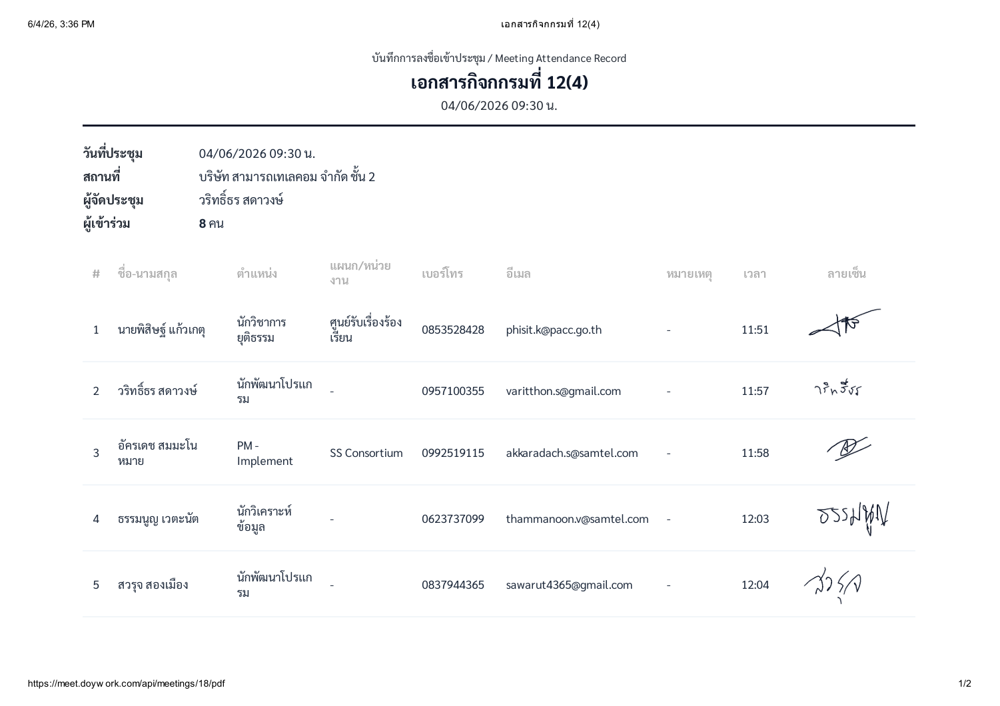 6/4/26, 3:36 PM เอกสารกิจกกรมที่ 12(4)
บันทึกการลงชื่อเข้าประชุม / Meeting Attendance Record
เอกสารกิจกกรมที่ 12(4)
04/06/2026 09:30 น.
วันที่ประชุม 04/06/2026 09:30 น.
สถานที่ บริษัท สามารถเทเลคอม จำกัด ชั้น 2
ผู้จัดประชุม วริทธิ์ธร สดาวงษ์
ผู้เข้าร่วม 8 คน
# ชื่อ-นามสกุล ตำแหน่ง แผนก/หน่วย
งาน เบอร์โทร อีเมล หมายเหตุ เวลา ลายเซ็น
1 นายพิสิษฐ์ แก้วเกตุ นักวิชาการ
ยุติธรรม ศูนย์รับเรื่องร้อง
เรียน 0853528428 phisit.k@pacc.go.th - 11:51
2 วริทธิ์ธร สดาวงษ์ นักพัฒนาโปรแก
รม - 0957100355 varitthon.s@gmail.com - 11:57 วริทธิ์ธร
3 อัครเดช สมมะโน
หมาย PM -
Implement SS Consortium 0992519115 akkaradach.s@samtel.com - 11:58
4 ธรรมนูญ เวตะนัต นักวิเคราะห์
ข้อมูล - 0623737099 thammanoon.v@samtel.com - 12:03 ธรรมนูญ
5 สวรุจ สองเมือง นักพัฒนาโปรแก
รม - 0837944365 sawarut4365@gmail.com - 12:04 สวรุจ
https://meet.doywork.com/api/meetings/18/pdf 1/2